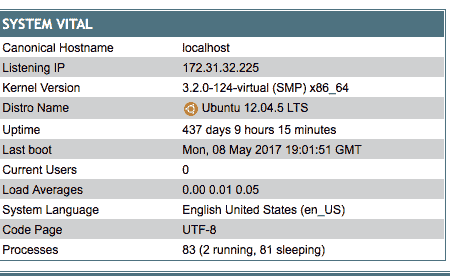 SYSTEM VITAL
Canonical Hostname localhost
Listening IP 172.31.32.225
Kernel Version 3.2.0-124-virtual (SMP) x86_64
Distro Name Ubuntu 12.04.5 LTS
Uptime 437 days 9 hours 15 minutes
Last boot Mon, 08 May 2017 19:01:51 GMT
Current Users 0
Load Averages 0.00 0.01 0.05
System Language English United States (en_US)
Code Page UTF-8
Processes 83 (2 running, 81 sleeping)